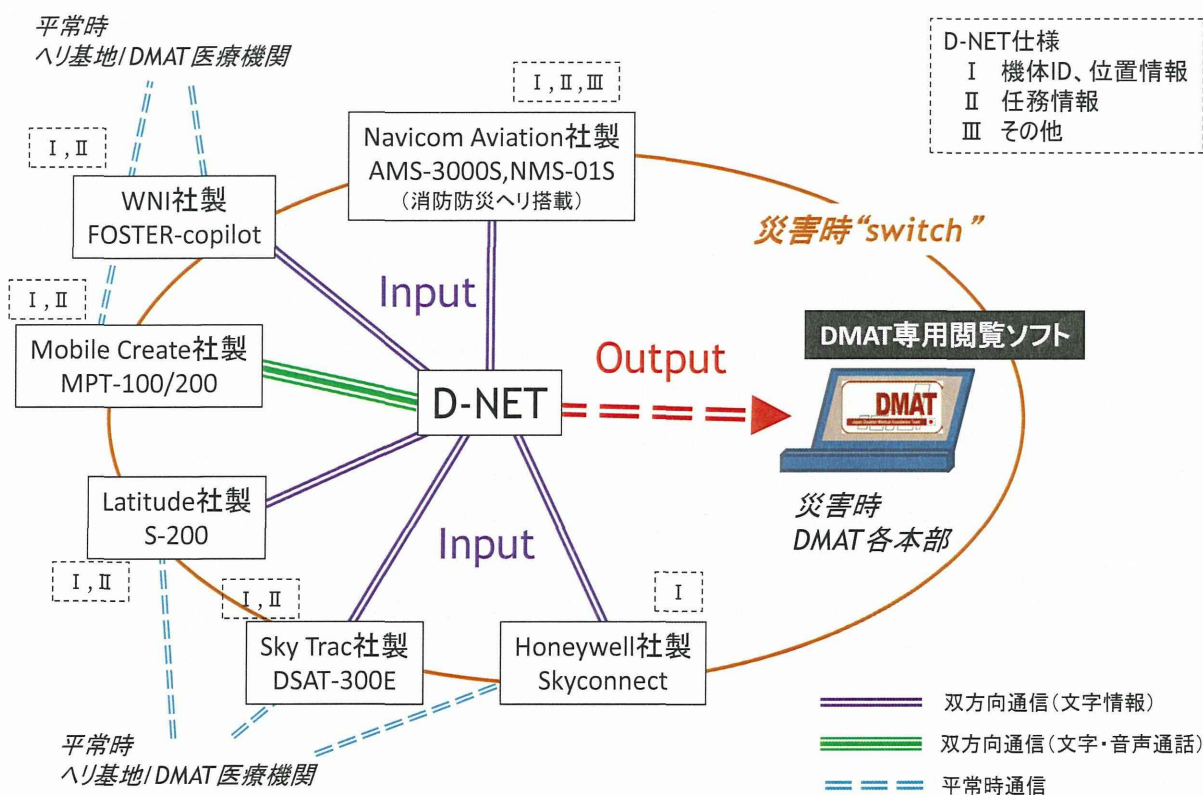 平常時
ヘリ基地/DMAT医療機関
D-NET仕様
Ⅰ 機体ID、位置情報
Ⅱ 任務情報
Ⅲ その他
Ⅰ,Ⅱ,Ⅲ
Navicom Aviation社製
AMS-3000S,NMS-01S
(消防防災ヘリ搭載)
Ⅰ,Ⅱ
WNI社製
FOSTER-copilot
災害時“switch”
Input
Ⅰ,Ⅱ
Mobile Create社製
MPT-100/200
DMAT専用閲覧ソフト
Output
D-NET
DMAT
災害時
DMAT各本部
Latitude社製
S-200
Ⅰ,Ⅱ
Input
Ⅰ,Ⅱ
Sky Trac社製
DSAT-300E
Ⅰ
Honeywell社製
Skyconnect
平常時
ヘリ基地/DMAT医療機関
双方向通信(文字情報)
双方向通信(文字・音声通話)
平常時通信